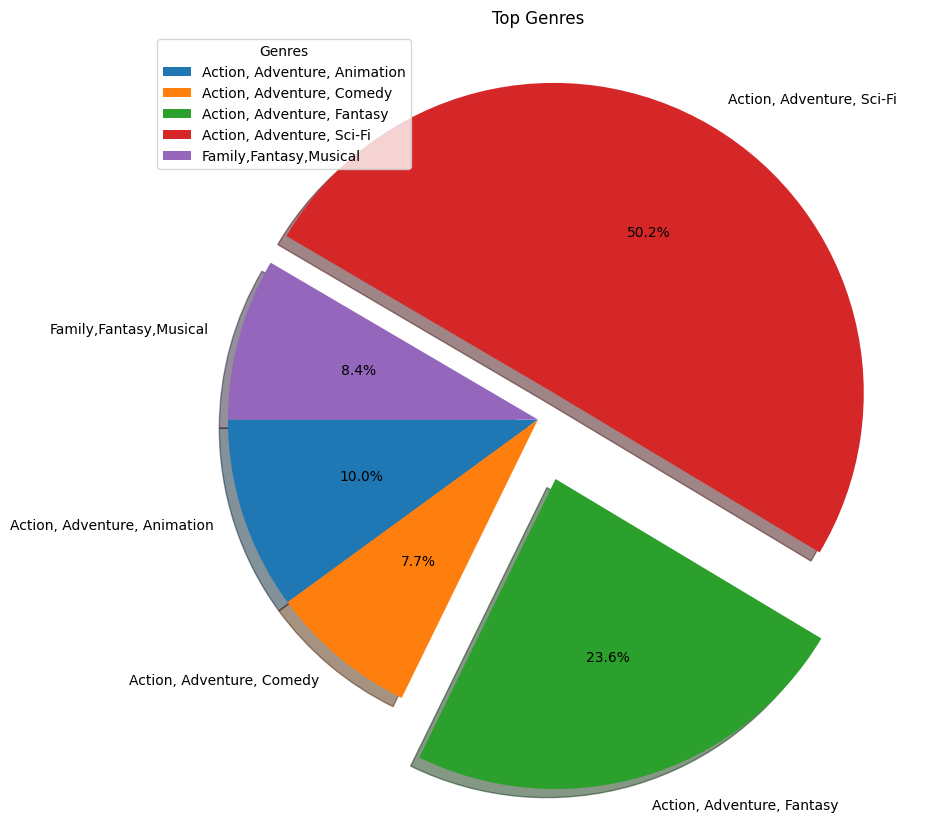 Top Genres
Genres
Action, Adventure, Animation
Action, Adventure, Comedy
Action, Adventure, Fantasy
Action, Adventure, Sci-Fi
Family,Fantasy,Musical
Action, Adventure, Sci-Fi
50.2%
Family,Fantasy,Musical
8.4%
10.0%
Action, Adventure, Animation
7.7%
23.6%
Action, Adventure, Comedy
Action, Adventure, Fantasy